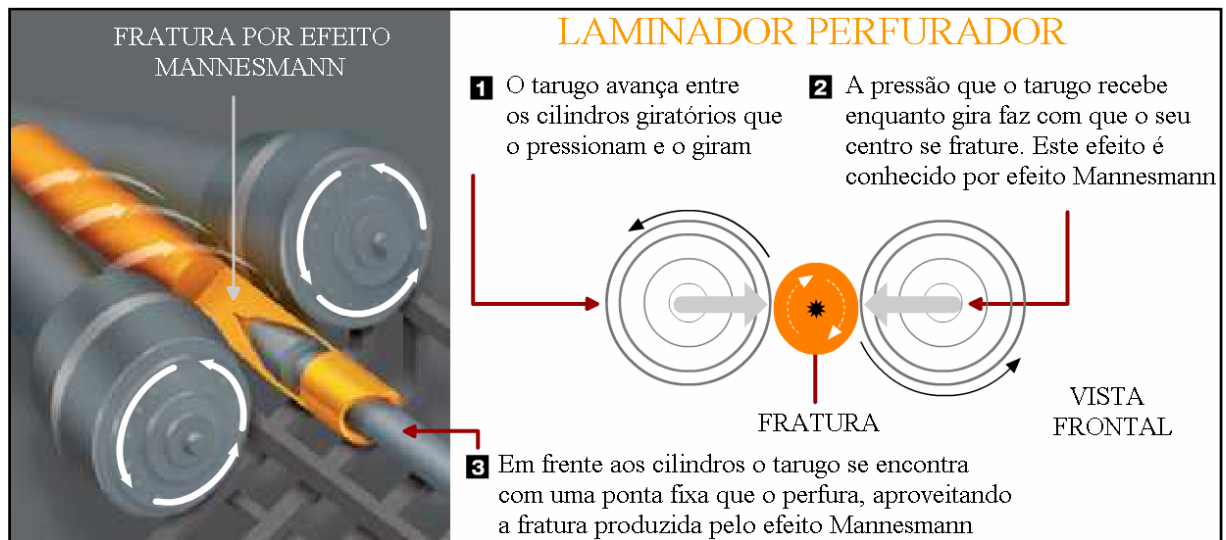 FRATURA POR EFEITO
MANNESMANN
LAMINADOR PERFURADOR
1 O tarugo avança entre
os cilindros giratórios que
o pressionam e o giram
2 A pressão que o tarugo recebe
enquanto gira faz com que o seu
centro se frature. Este efeito é
conhecido por efeito Mannesmann
FRATURA
VISTA
FRONTAL
3 Em frente aos cilindros o tarugo se encontra
com uma ponta fixa que o perfura, aproveitando
a fratura produzida pelo efeito Mannesmann